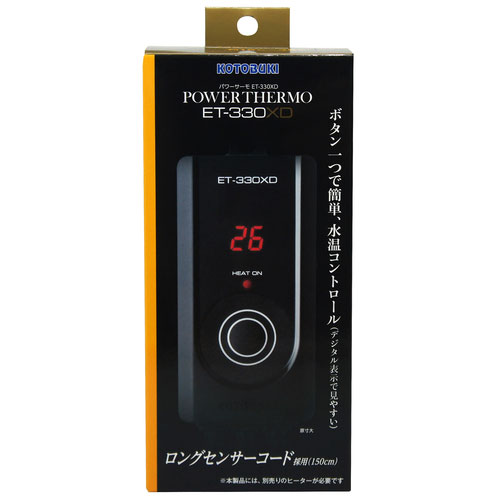 KOTOBUKI
パワーサーモ ET-330XD
POWER THERMO
ET-330XD
ボタン一つで簡単、水温コントロール(デジタル表示で見やすい)
ET-330XD
26
HEAT ON
原寸大
ロングセンサーコード 採用(150cm)
※本製品には、別売りのヒーターが必要です